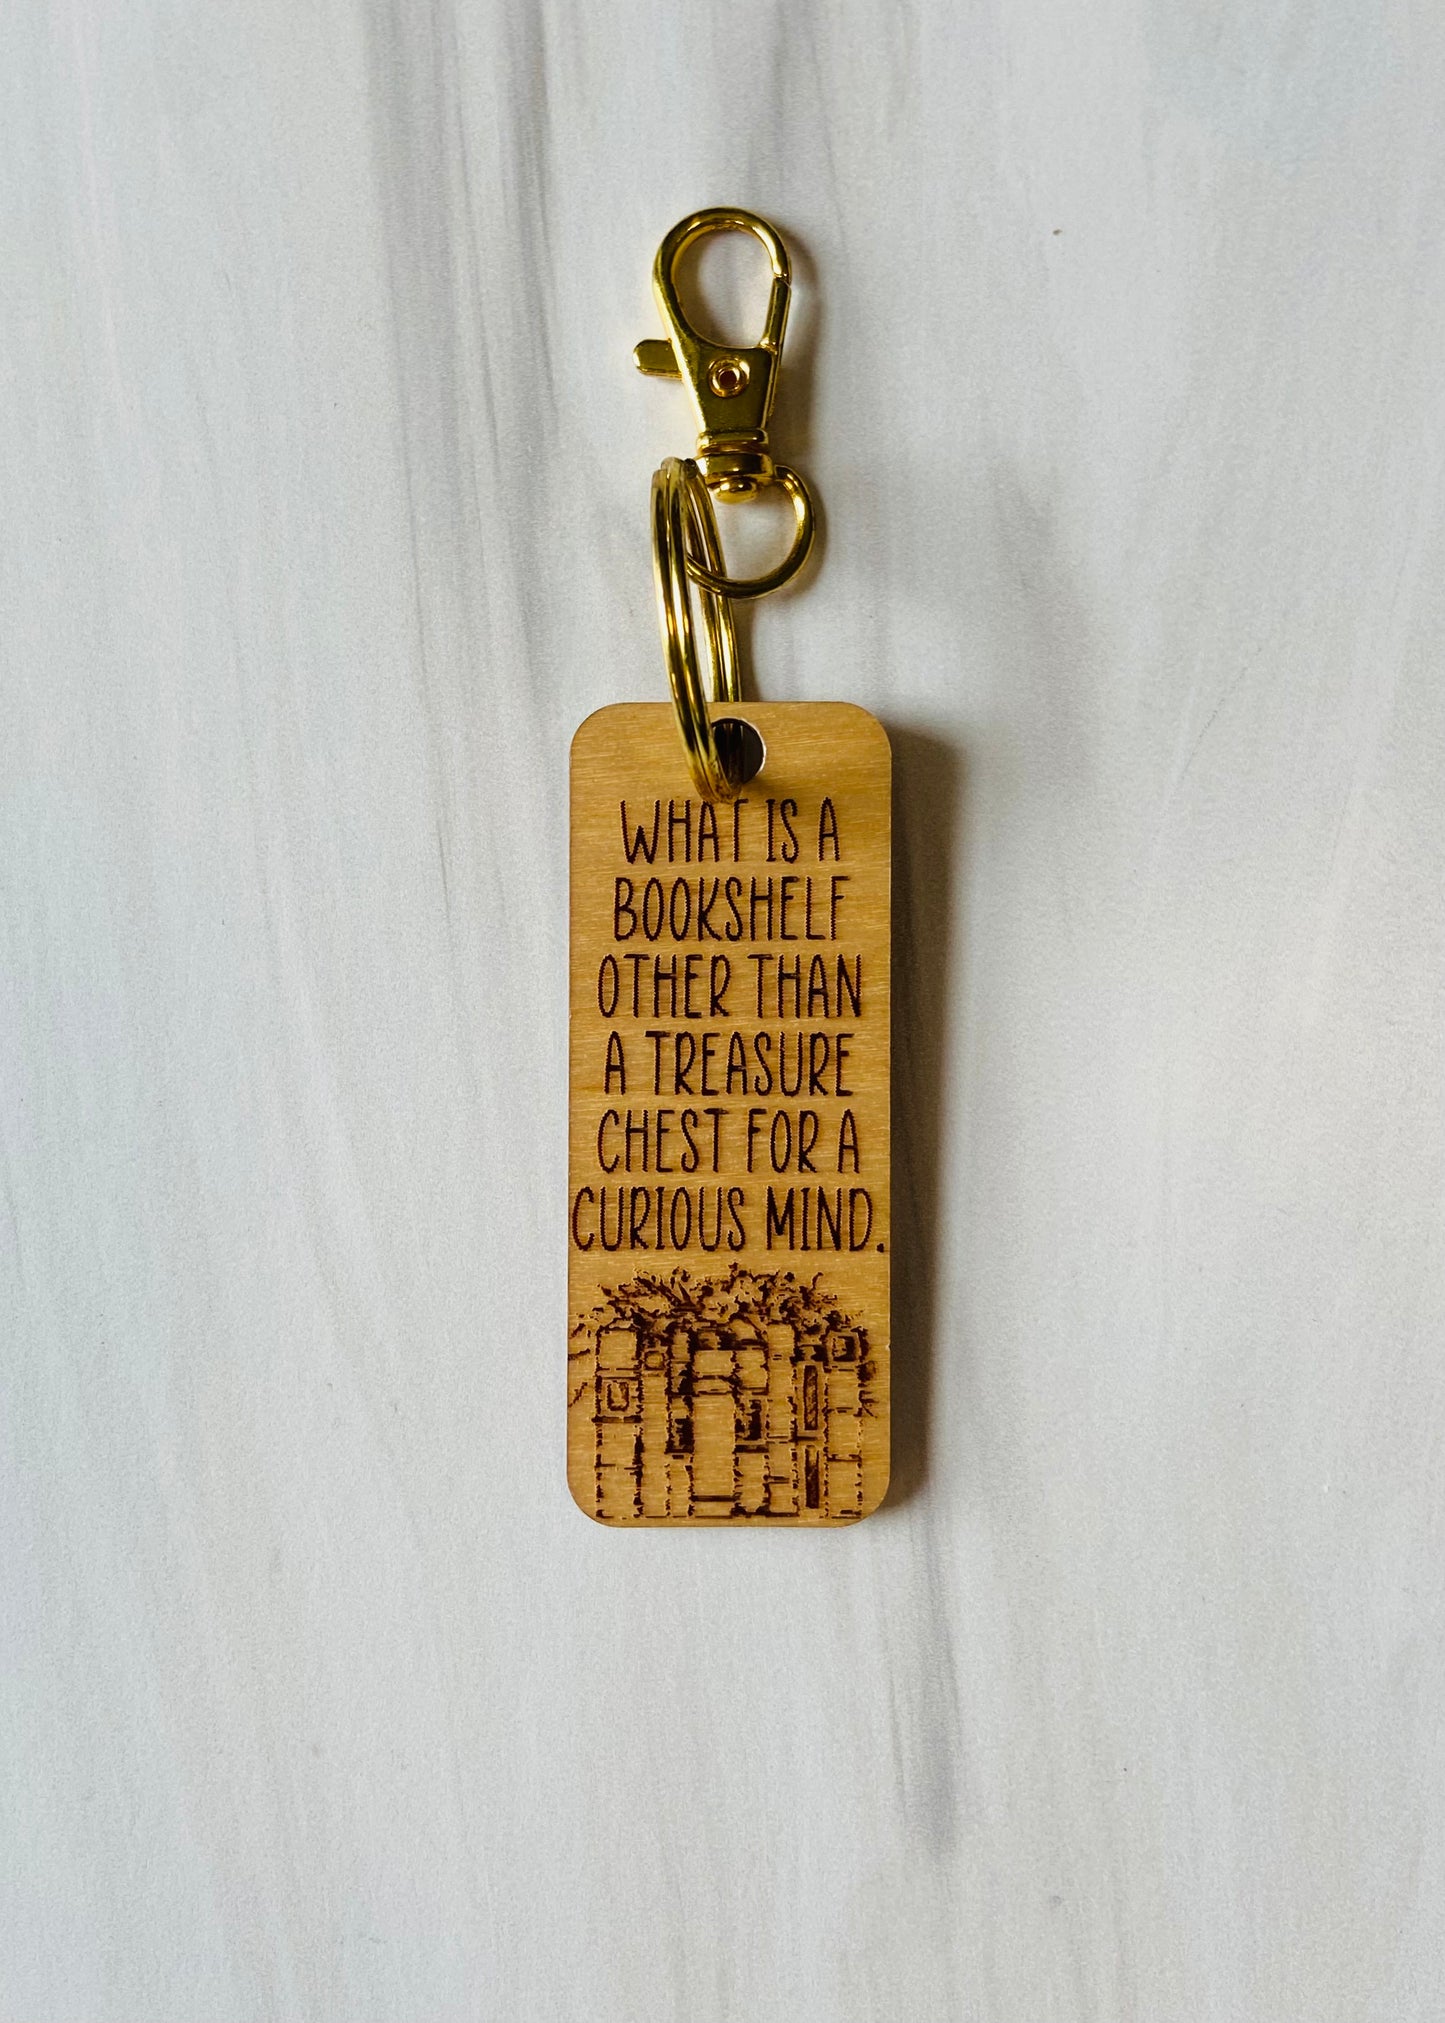 WHAT IS A
BOOKSHELF
OTHER THAN
A TREASURE
CHEST FOR A
CURIOUS MIND.